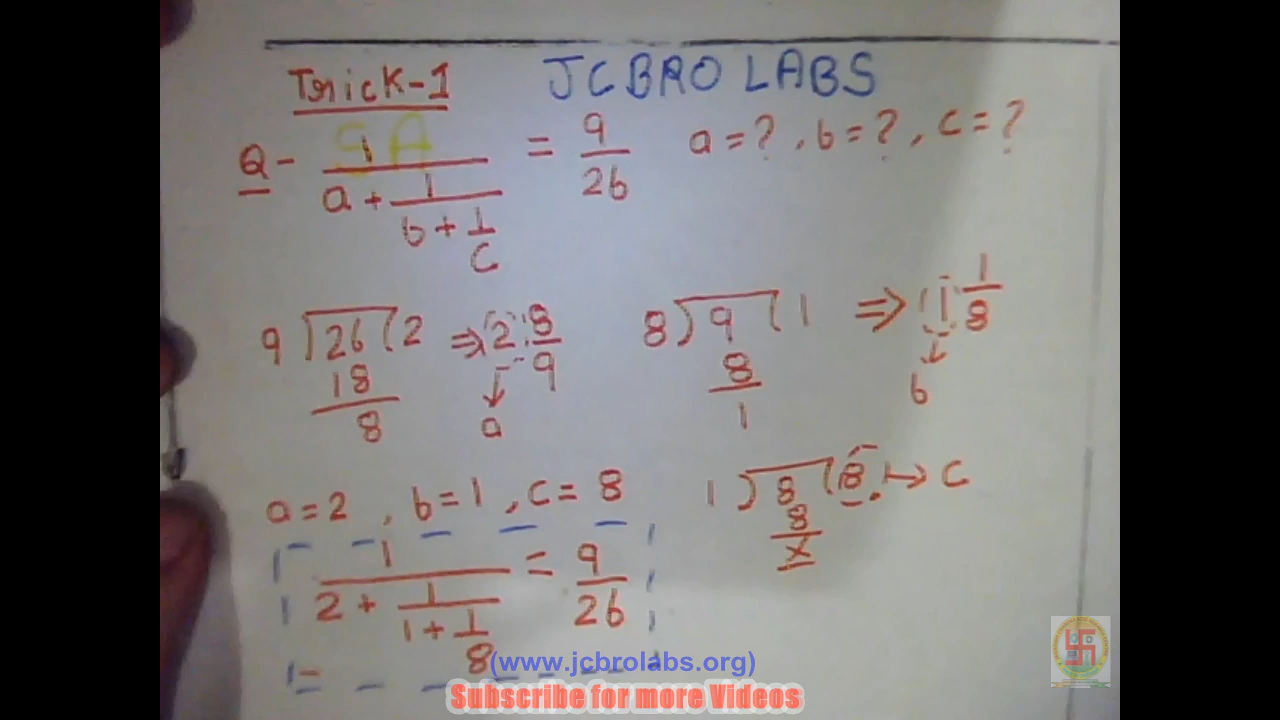 Trick-1 JCBRO LABS
Q- 1/(a + 1/(b + 1/c)) = 9/26 a = ? , b = ? , c = ?
9 ) 26 ( 2 ⇒ 2 8/9 8 ) 9 ( 1 ⇒ 1 1/8
18 8
8 1
a b
a = 2 , b = 1 , c = 8 1 ) 8 ( 8 → c
8
x
1/(2 + 1/(1 + 1/8)) = 9/26
(www.jcbrolabs.org)
Subscribe for more Videos